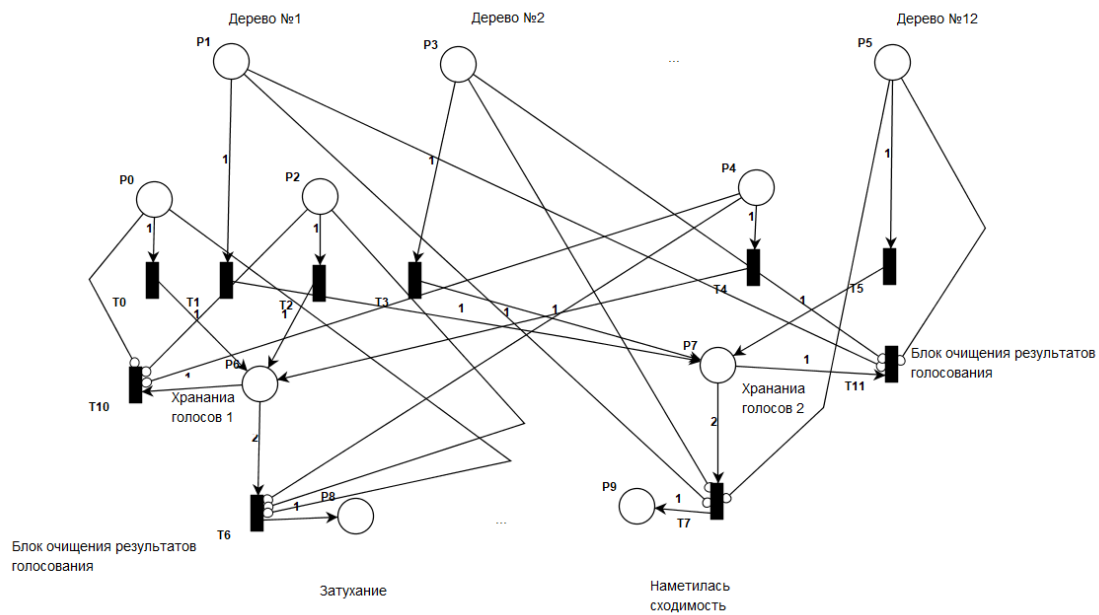 Дерево №1
Дерево №2
Дерево №12
P1
P3
P5
...
1
1
1
P0
P2
P4
1
1
1
T0
T1
T2
T3
T4
T5
1
1
1
1
1
1
P6
P7
1
1
Блок очищения результатов
голосования
T10
Хранания
голосов 1
Хранания
голосов 2
T11
2
2
P8
1
P9
1
T6
T7
...
Блок очищения результатов
голосования
Затухание
Наметилась
сходимость